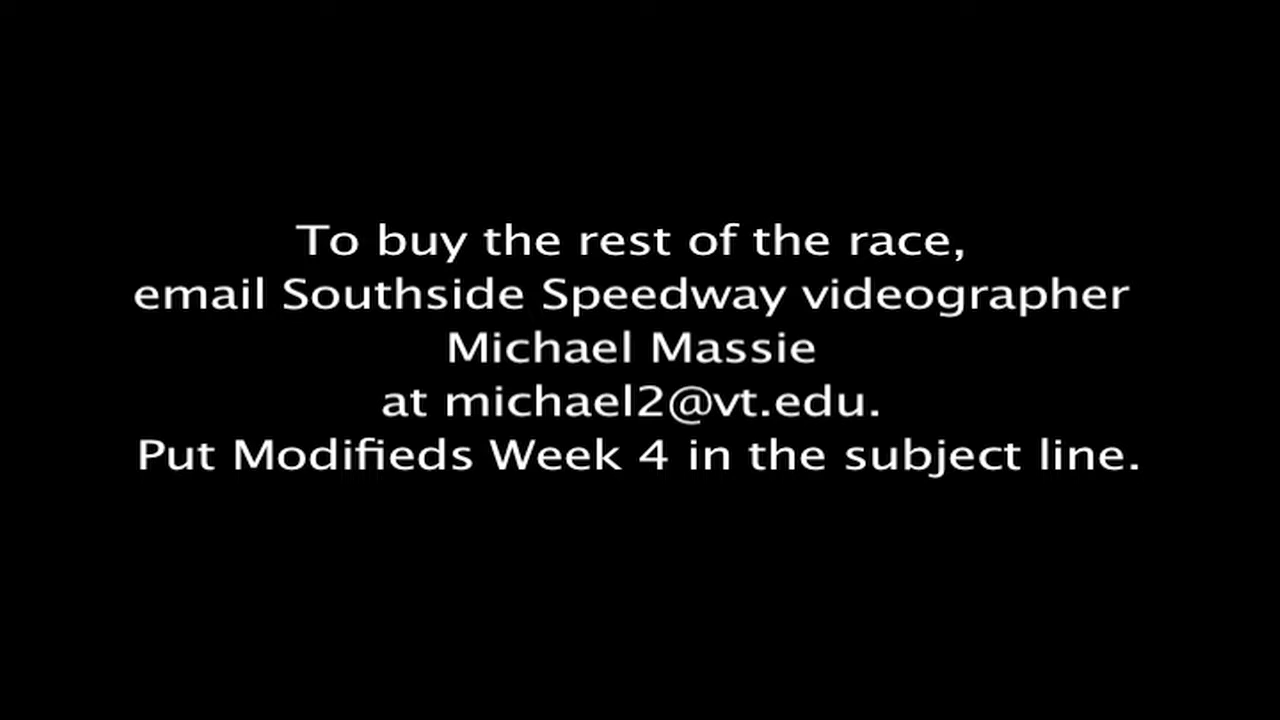 To buy the rest of the race,
email Southside Speedway videographer
Michael Massie
at michael2@vt.edu.
Put Modifieds Week 4 in the subject line.